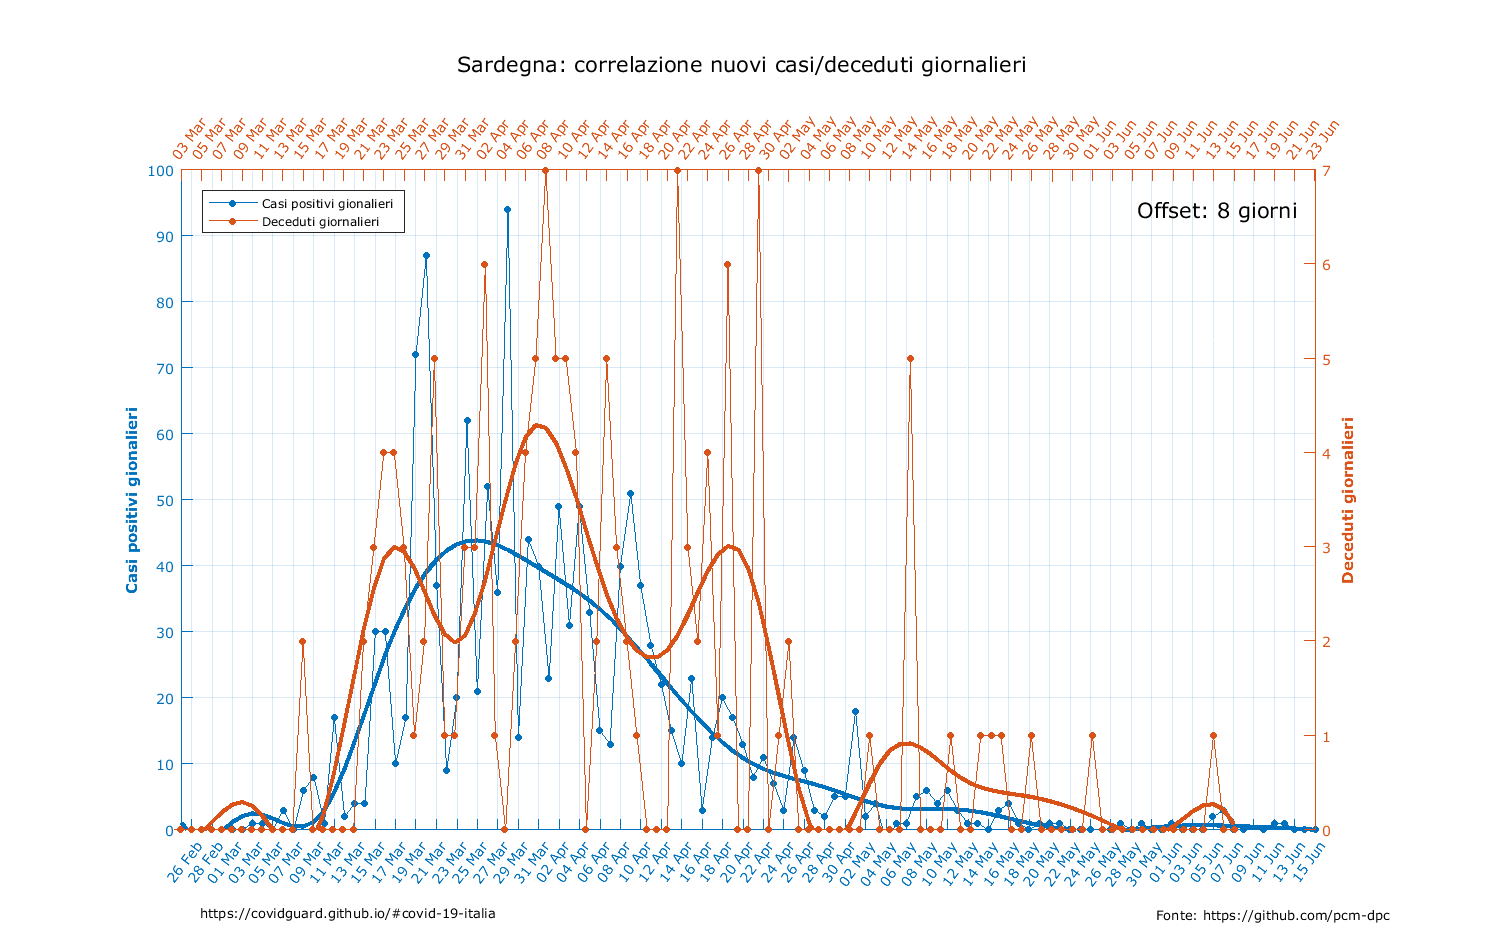 Sardegna: correlazione nuovi casi/deceduti giornalieri
03 Mar
05 Mar
07 Mar
09 Mar
11 Mar
13 Mar
15 Mar
17 Mar
19 Mar
21 Mar
23 Mar
25 Mar
27 Mar
29 Mar
31 Mar
02 Apr
04 Apr
06 Apr
08 Apr
10 Apr
12 Apr
14 Apr
16 Apr
18 Apr
20 Apr
22 Apr
24 Apr
26 Apr
28 Apr
30 Apr
02 May
04 May
06 May
08 May
10 May
12 May
14 May
16 May
18 May
20 May
22 May
24 May
26 May
28 May
30 May
01 Jun
03 Jun
05 Jun
07 Jun
09 Jun
11 Jun
13 Jun
15 Jun
17 Jun
19 Jun
21 Jun
23 Jun
Casi positivi gionalieri
Deceduti giornalieri
Offset: 8 giorni
100
90
80
70
60
50
40
30
20
10
0
Casi positivi gionalieri
7
6
5
4
3
2
1
0
Deceduti giornalieri
26 Feb
28 Feb
01 Mar
03 Mar
05 Mar
07 Mar
09 Mar
11 Mar
13 Mar
15 Mar
17 Mar
19 Mar
21 Mar
23 Mar
25 Mar
27 Mar
29 Mar
31 Mar
02 Apr
04 Apr
06 Apr
08 Apr
10 Apr
12 Apr
14 Apr
16 Apr
18 Apr
20 Apr
22 Apr
24 Apr
26 Apr
28 Apr
30 Apr
02 May
04 May
06 May
08 May
10 May
12 May
14 May
16 May
18 May
20 May
22 May
24 May
26 May
28 May
30 May
01 Jun
03 Jun
05 Jun
07 Jun
09 Jun
11 Jun
13 Jun
15 Jun
https://covidguard.github.io/#covid-19-italia
Fonte: https://github.com/pcm-dpc